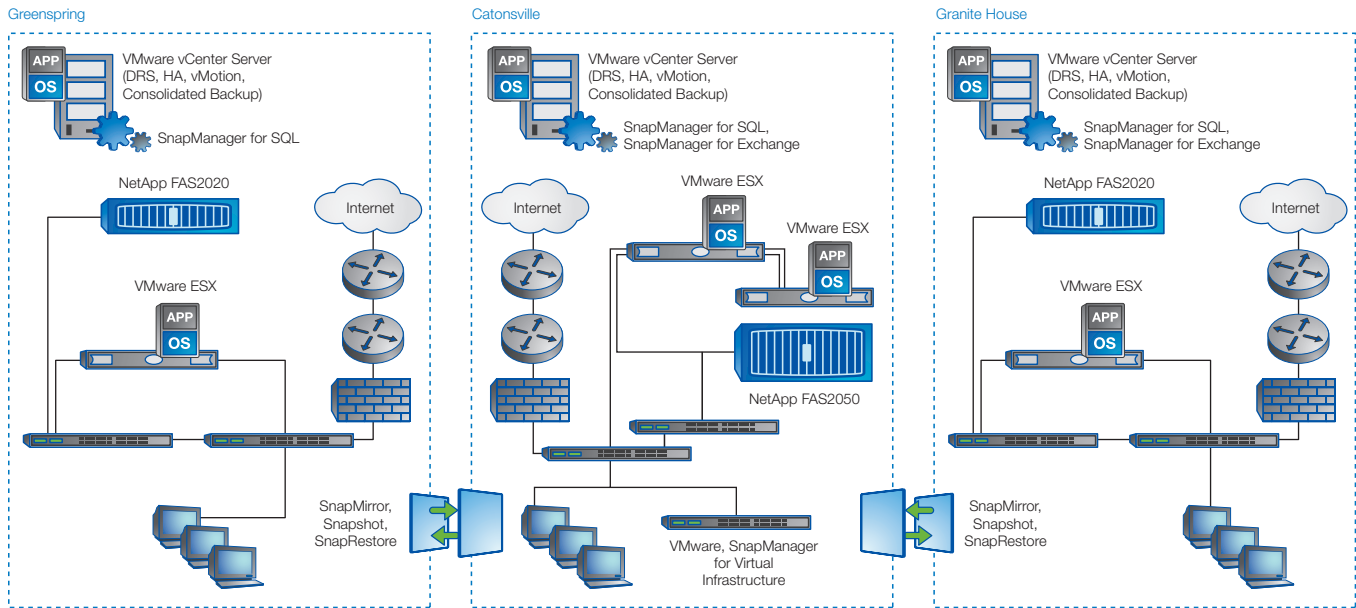 Greenspring
APP
OS
VMware vCenter Server
(DRS, HA, vMotion,
Consolidated Backup)
SnapManager for SQL
NetApp FAS2020
Internet
VMware ESX
APP
OS
SnapMirror,
Snapshot,
SnapRestore
Catonsville
APP
OS
VMware vCenter Server
(DRS, HA, vMotion,
Consolidated Backup)
SnapManager for SQL,
SnapManager for Exchange
Internet
VMware ESX
APP
OS
VMware ESX
APP
OS
NetApp FAS2050
VMware, SnapManager
for Virtual
Infrastructure
Granite House
APP
OS
VMware vCenter Server
(DRS, HA, vMotion,
Consolidated Backup)
SnapManager for SQL,
SnapManager for Exchange
NetApp FAS2020
Internet
VMware ESX
APP
OS
SnapMirror,
Snapshot,
SnapRestore